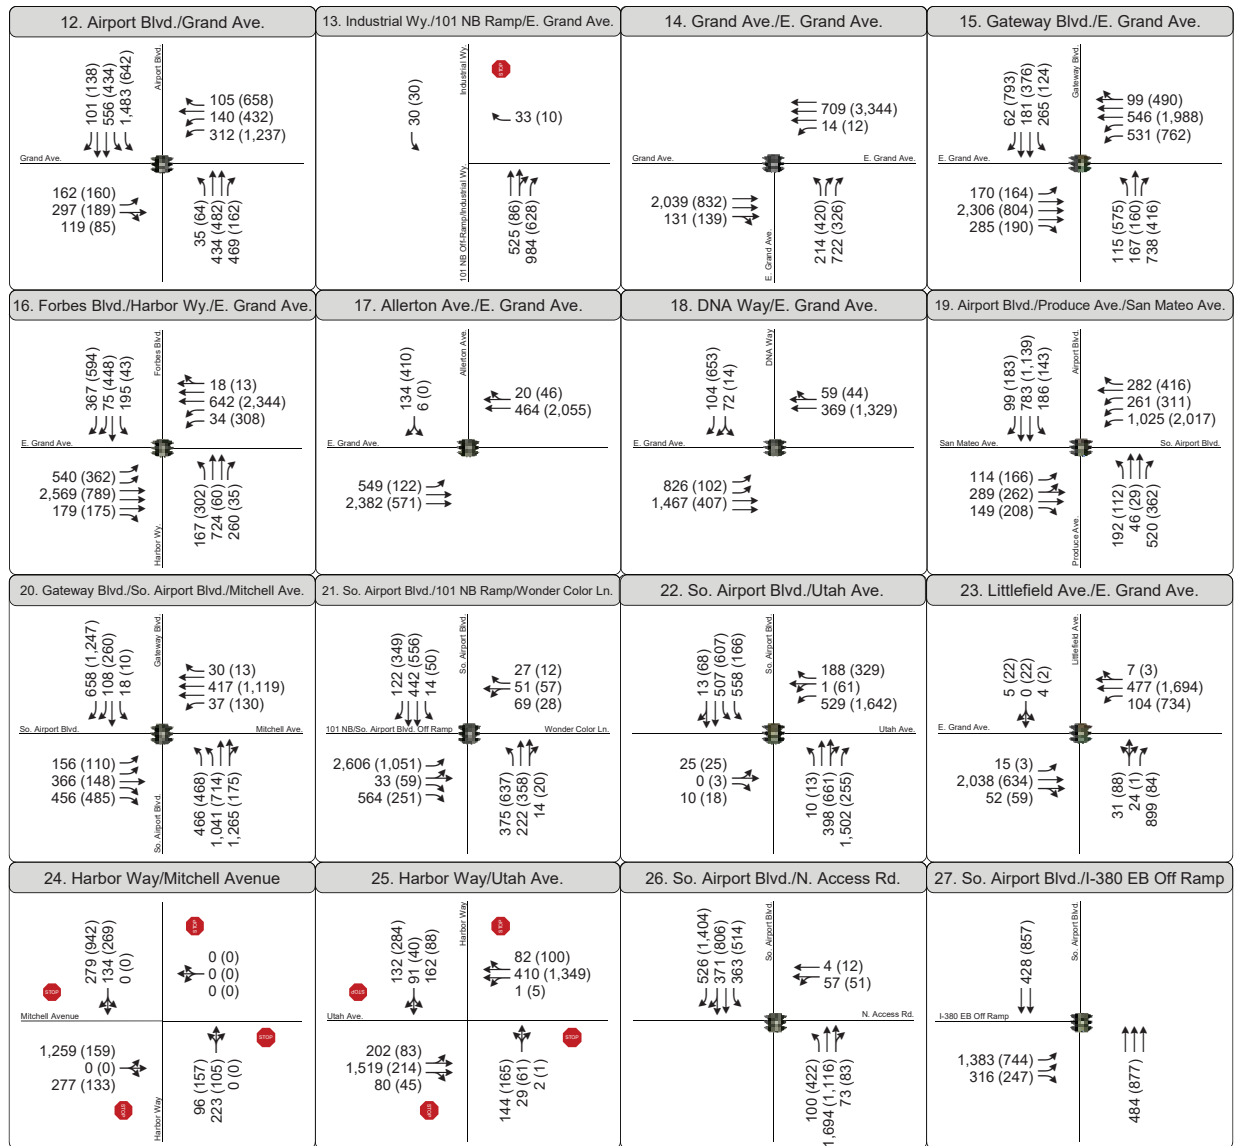 12. Airport Blvd./Grand Ave.
101 (138)
556 (434)
1,483 (642)
Airport Blvd.
105 (658)
140 (432)
312 (1,237)
Grand Ave.
162 (160)
297 (189)
119 (85)
35 (64)
434 (482)
469 (162)
13. Industrial Wy./101 NB Ramp/E. Grand Ave.
30 (30)
Industrial Wy.
STOP
33 (10)
101 NB Off-Ramp/Industrial Wy.
525 (86)
984 (628)
14. Grand Ave./E. Grand Ave.
709 (3,344)
14 (12)
Grand Ave.
E. Grand Ave.
2,039 (832)
131 (139)
E. Grand Ave.
214 (420)
722 (326)
15. Gateway Blvd./E. Grand Ave.
62 (793)
181 (376)
265 (124)
Gateway Blvd.
99 (490)
546 (1,988)
531 (762)
E. Grand Ave.
170 (164)
2,306 (804)
285 (190)
115 (575)
167 (160)
738 (416)
16. Forbes Blvd./Harbor Wy./E. Grand Ave.
367 (594)
75 (448)
195 (43)
Forbes Blvd.
18 (13)
642 (2,344)
34 (308)
E. Grand Ave.
540 (362)
2,569 (789)
179 (175)
Harbor Wy.
167 (302)
724 (60)
260 (35)
17. Allerton Ave./E. Grand Ave.
134 (410)
6 (0)
Allerton Ave.
20 (46)
464 (2,055)
E. Grand Ave.
549 (122)
2,382 (571)
18. DNA Way/E. Grand Ave.
104 (653)
72 (14)
DNA Way
59 (44)
369 (1,329)
E. Grand Ave.
826 (102)
1,467 (407)
19. Airport Blvd./Produce Ave./San Mateo Ave.
99 (183)
783 (1,139)
186 (143)
Airport Blvd.
282 (416)
261 (311)
1,025 (2,017)
San Mateo Ave.
So. Airport Blvd.
114 (166)
289 (262)
149 (208)
Produce Ave.
192 (112)
46 (29)
520 (362)
20. Gateway Blvd./So. Airport Blvd./Mitchell Ave.
658 (1,247)
108 (260)
18 (10)
Gateway Blvd.
30 (13)
417 (1,119)
37 (130)
So. Airport Blvd.
Mitchell Ave.
156 (110)
366 (148)
456 (485)
So. Airport Blvd.
466 (468)
1,041 (714)
1,265 (175)
21. So. Airport Blvd./101 NB Ramp/Wonder Color Ln.
122 (349)
442 (556)
14 (50)
So. Airport Blvd.
27 (12)
51 (57)
69 (28)
101 NB/So. Airport Blvd. Off Ramp
Wonder Color Ln.
2,606 (1,051)
33 (59)
564 (251)
375 (637)
222 (358)
14 (20)
22. So. Airport Blvd./Utah Ave.
13 (68)
507 (607)
558 (166)
So. Airport Blvd.
188 (329)
1 (61)
529 (1,642)
Utah Ave.
25 (25)
0 (3)
10 (18)
10 (13)
398 (661)
1,502 (255)
23. Littlefield Ave./E. Grand Ave.
5 (22)
0 (22)
4 (2)
Littlefield Ave.
7 (3)
477 (1,694)
104 (734)
E. Grand Ave.
15 (3)
2,038 (634)
52 (59)
31 (88)
24 (1)
899 (84)
24. Harbor Way/Mitchell Avenue
279 (942)
134 (269)
0 (0)
STOP
0 (0)
0 (0)
0 (0)
STOP
Mitchell Avenue
STOP
1,259 (159)
0 (0)
277 (133)
STOP
Harbor Way
96 (157)
223 (105)
0 (0)
25. Harbor Way/Utah Ave.
132 (284)
91 (40)
162 (88)
Harbor Way
STOP
82 (100)
410 (1,349)
1 (5)
STOP
Utah Ave.
STOP
202 (83)
1,519 (214)
80 (45)
STOP
144 (165)
29 (61)
2 (1)
26. So. Airport Blvd./N. Access Rd.
526 (1,404)
371 (806)
363 (514)
So. Airport Blvd.
4 (12)
57 (51)
N. Access Rd.
100 (422)
1,694 (1,116)
73 (83)
27. So. Airport Blvd./I-380 EB Off Ramp
428 (857)
So. Airport Blvd.
I-380 EB Off Ramp
1,383 (744)
316 (247)
484 (877)